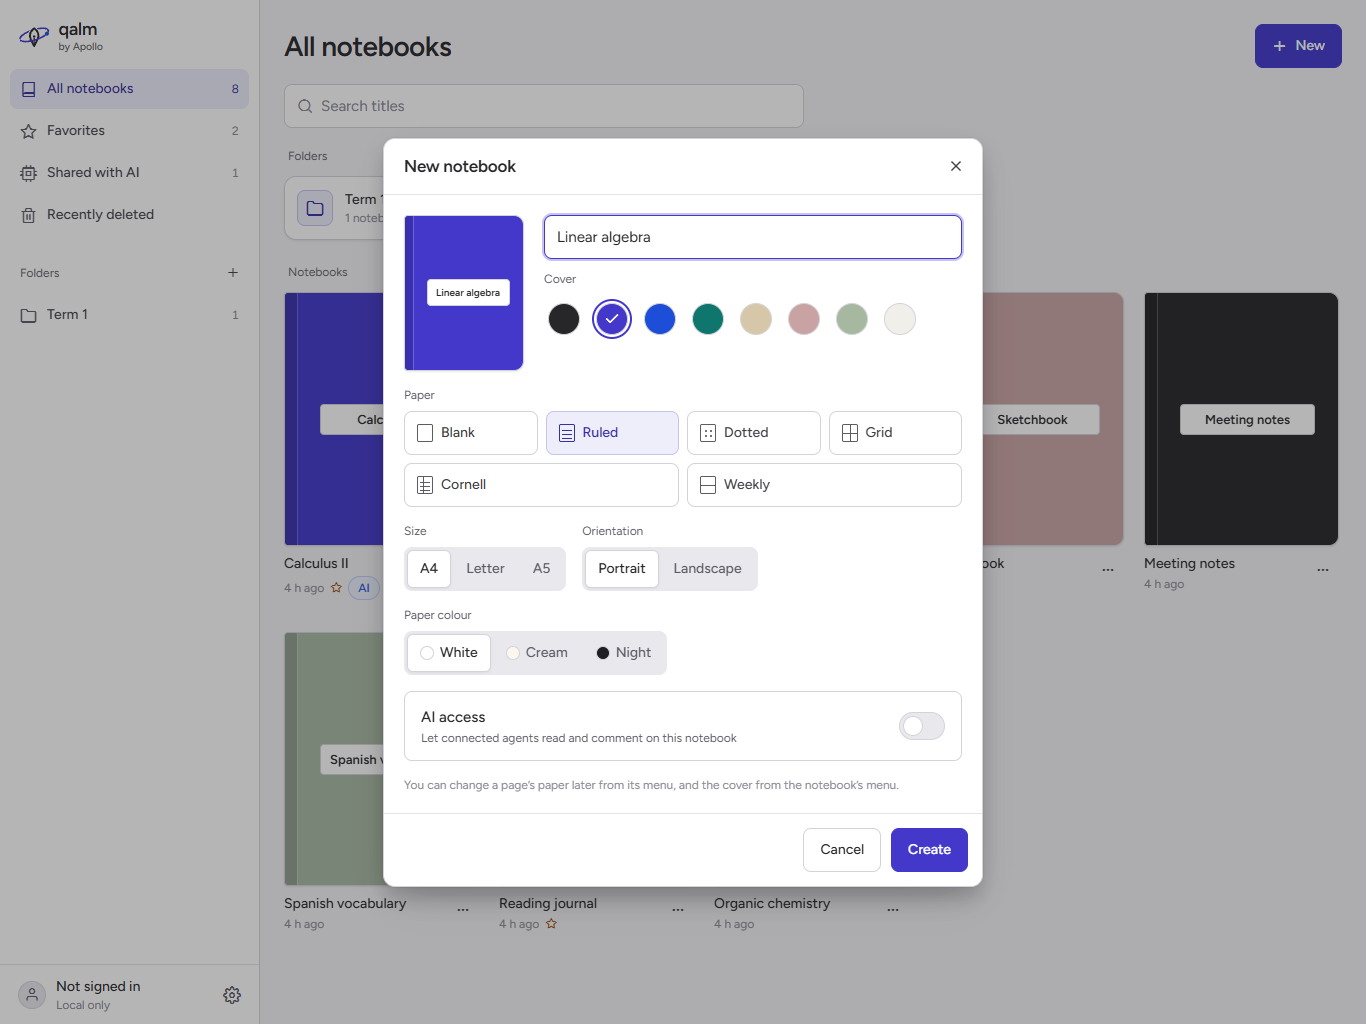 qalm
by Apollo
All notebooks 8
Favorites 2
Shared with AI 1
Recently deleted
Folders
Term 1 1
Not signed in
Local only
All notebooks
New
Search titles
Folders
Term
1
Notebooks
Calculus II
4 h ago AI
Sketchbook
Meeting notes
Meeting notes
4 h ago
Spanish
Spanish vocabulary
4 h ago
Reading journal
4 h ago
Organic chemistry
4 h ago
New notebook
Linear algebra
Linear algebra
Cover
Paper
Blank
Ruled
Dotted
Grid
Cornell
Weekly
Size
A4 Letter A5
Orientation
Portrait Landscape
Paper colour
White Cream Night
AI access
Let connected agents read and comment on this notebook
You can change a page's paper later from its menu, and the cover from the notebook's menu.
Cancel
Create